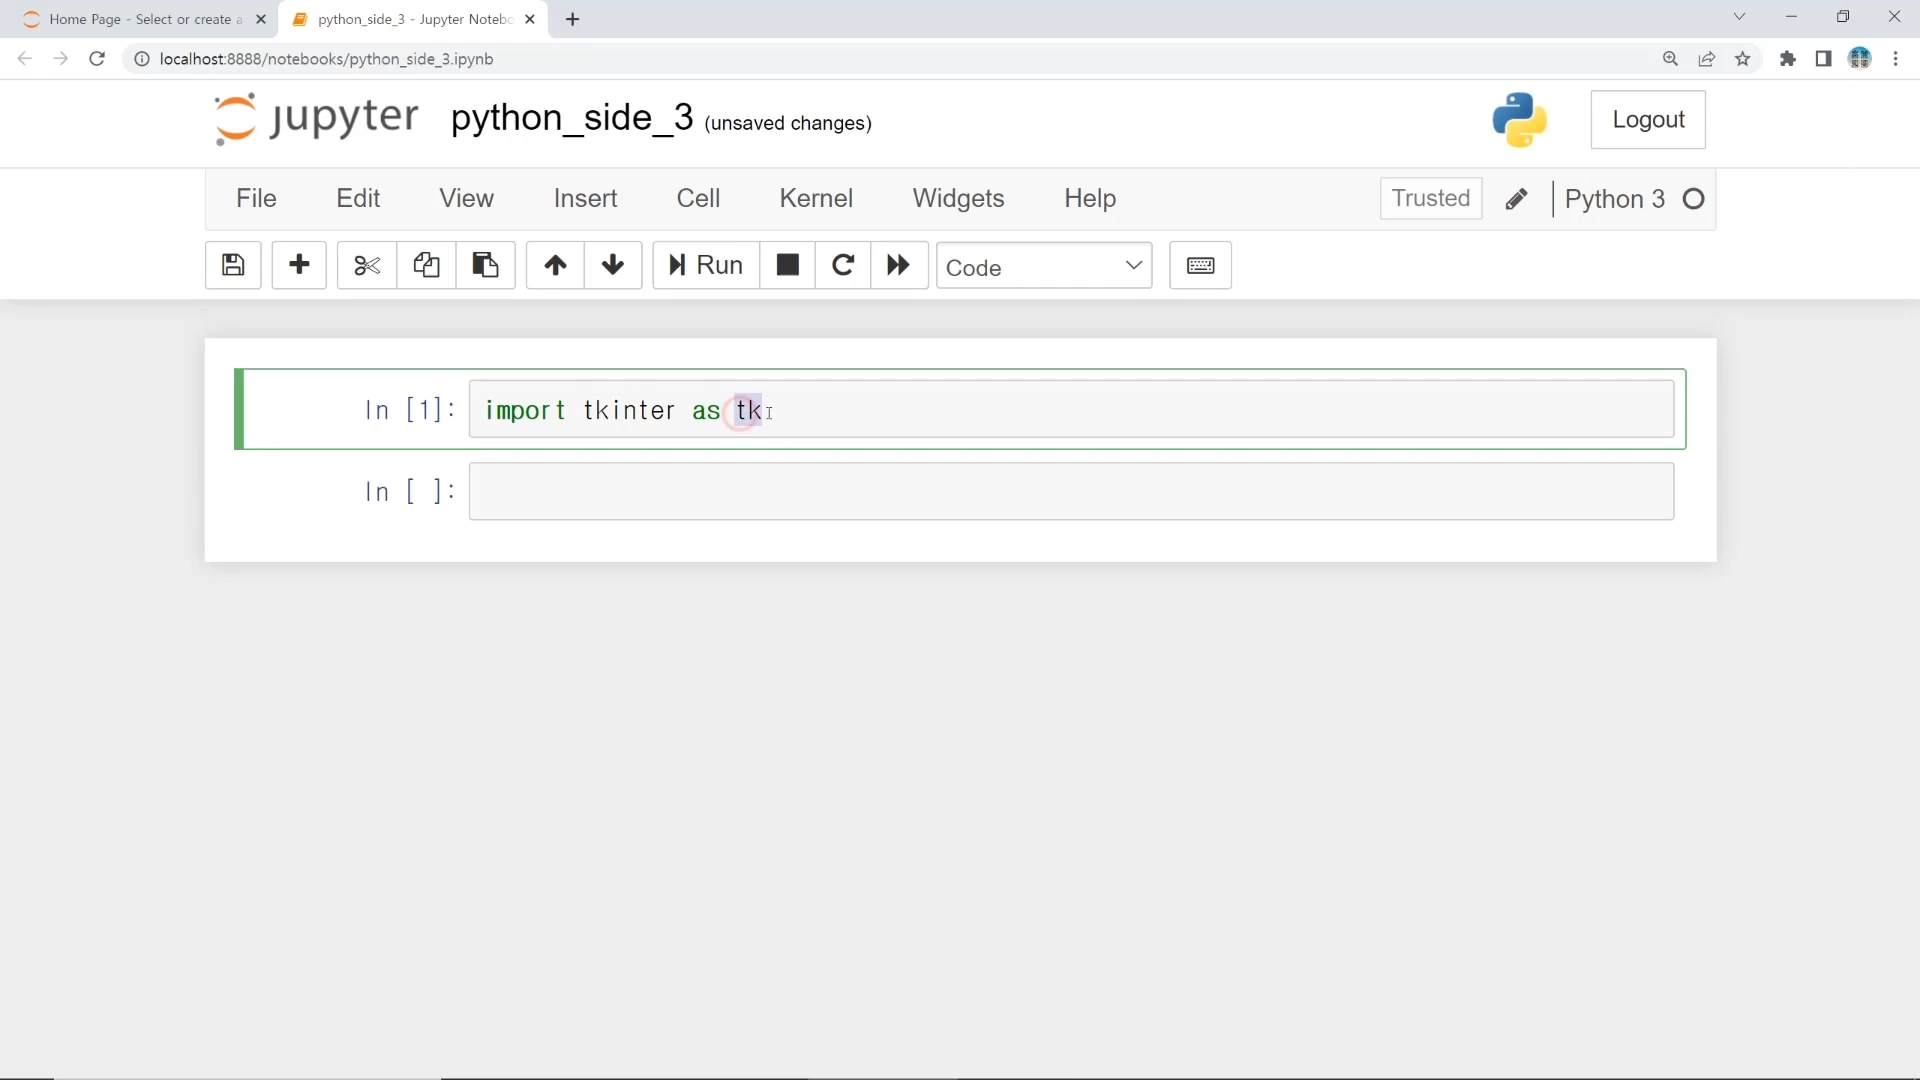 Home Page - Select or create a
python_side_3 - Jupyter Notebo
localhost:8888/notebooks/python_side_3.ipynb
jupyter python_side_3 (unsaved changes)
Logout
File Edit View Insert Cell Kernel Widgets Help
Trusted
Python 3
Run
Code
In [1]: import tkinter as tk
In [ ]: